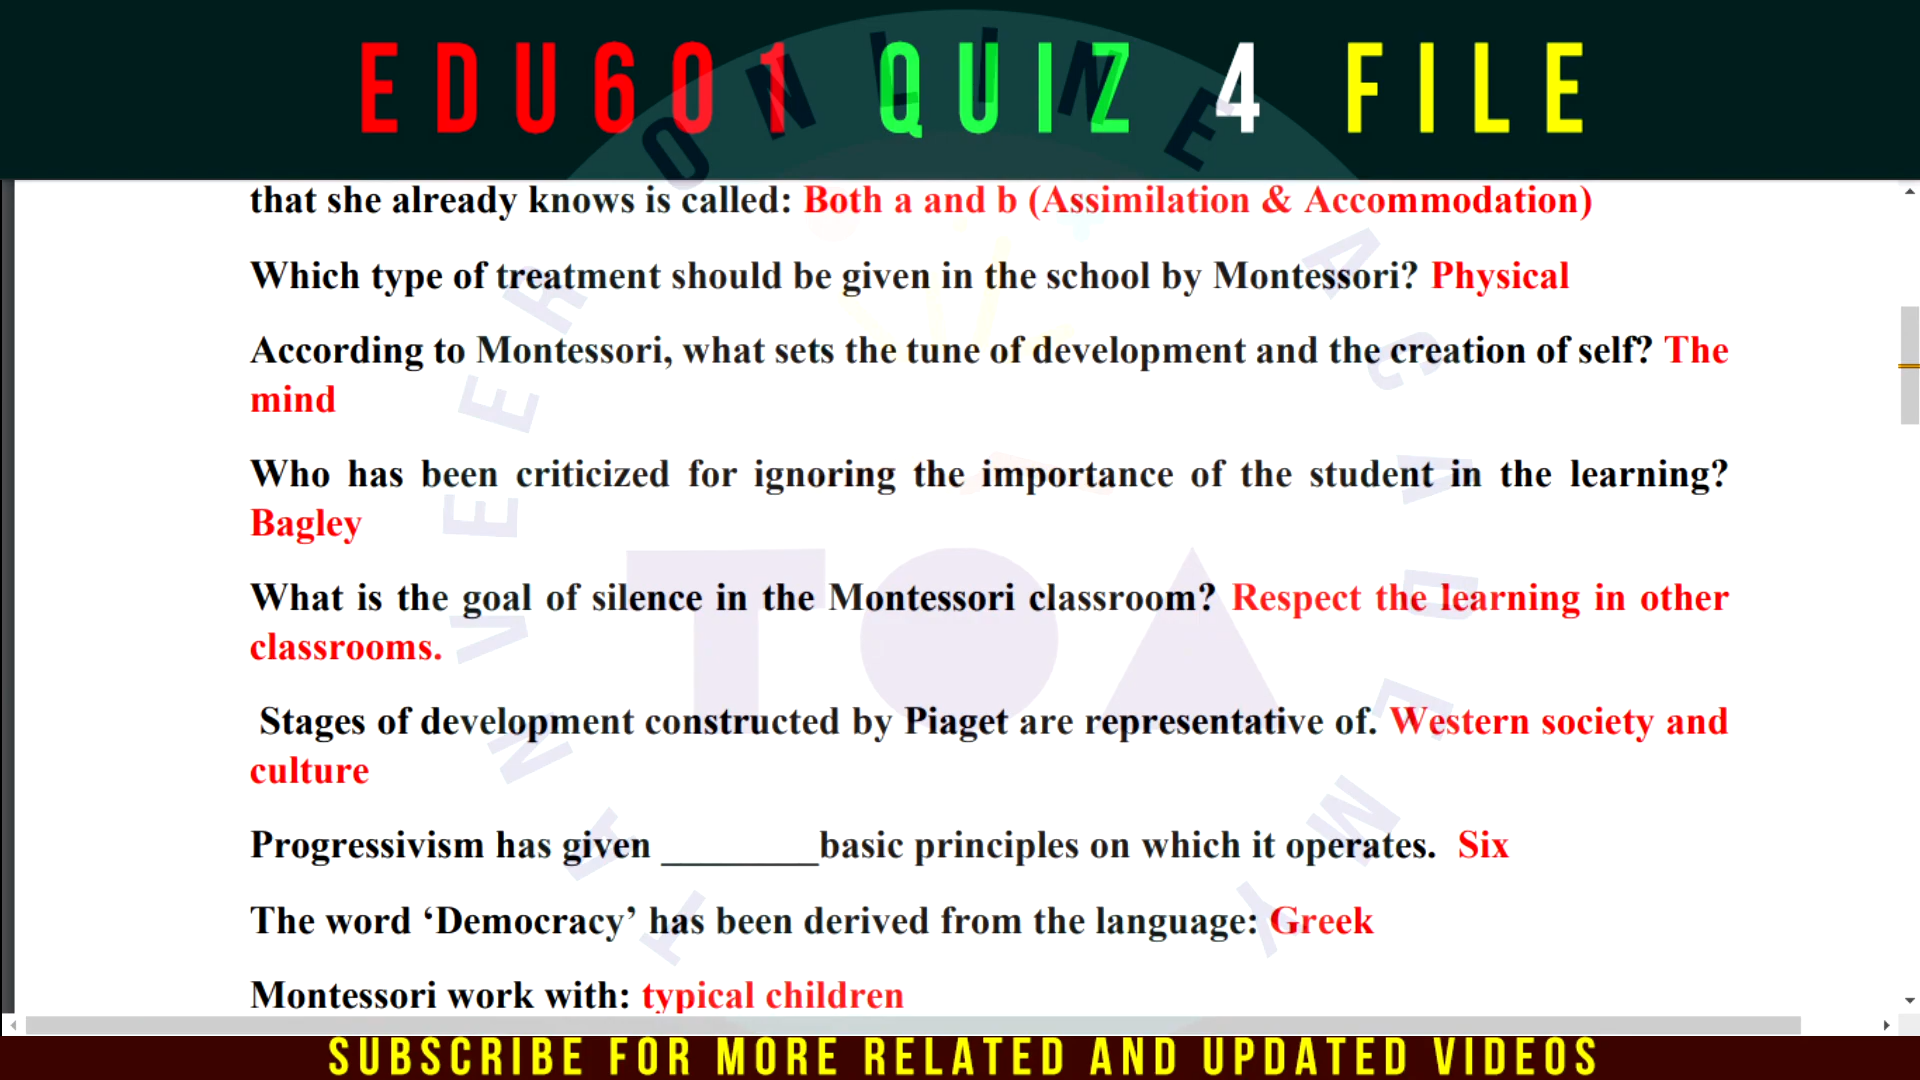 EDU601 QUIZ 4 FILE
that she already knows is called: Both a and b (Assimilation & Accommodation)
Which type of treatment should be given in the school by Montessori? Physical
According to Montessori, what sets the tune of development and the creation of self? The
mind
Who has been criticized for ignoring the importance of the student in the learning?
Bagley
What is the goal of silence in the Montessori classroom? Respect the learning in other
classrooms.
Stages of development constructed by Piaget are representative of. Western society and
culture
Progressivism has given ________basic principles on which it operates. Six
The word ‘Democracy’ has been derived from the language: Greek
Montessori work with: typical children
SUBSCRIBE FOR MORE RELATED AND UPDATED VIDEOS
TANVEER ONLINE ACADEMY
TOA